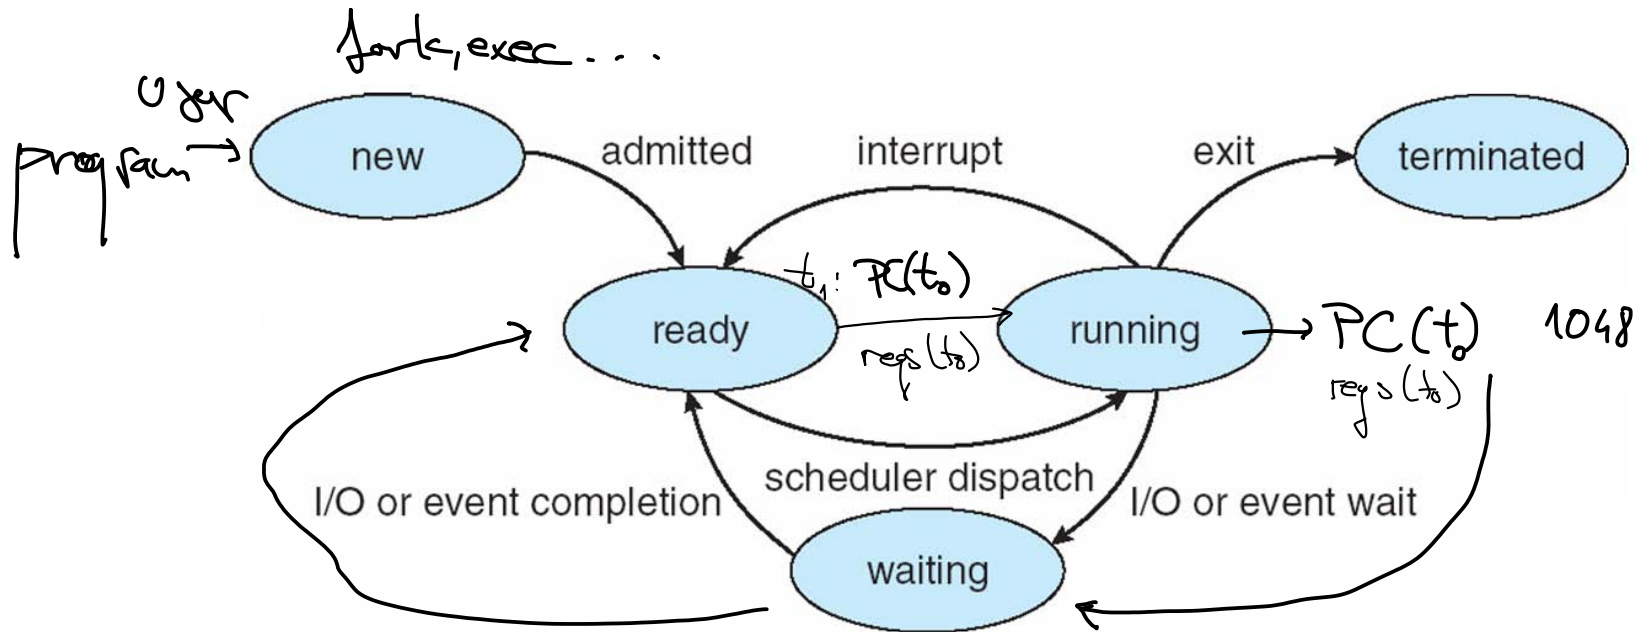 fork, exec....
User
program →
new
admitted
interrupt
exit
terminated
t₁: PC(t₀)
ready
running
→ PC(t₀) 1048
regs(t₀)
regs(t₀)
scheduler dispatch
I/O or event completion
I/O or event wait
waiting